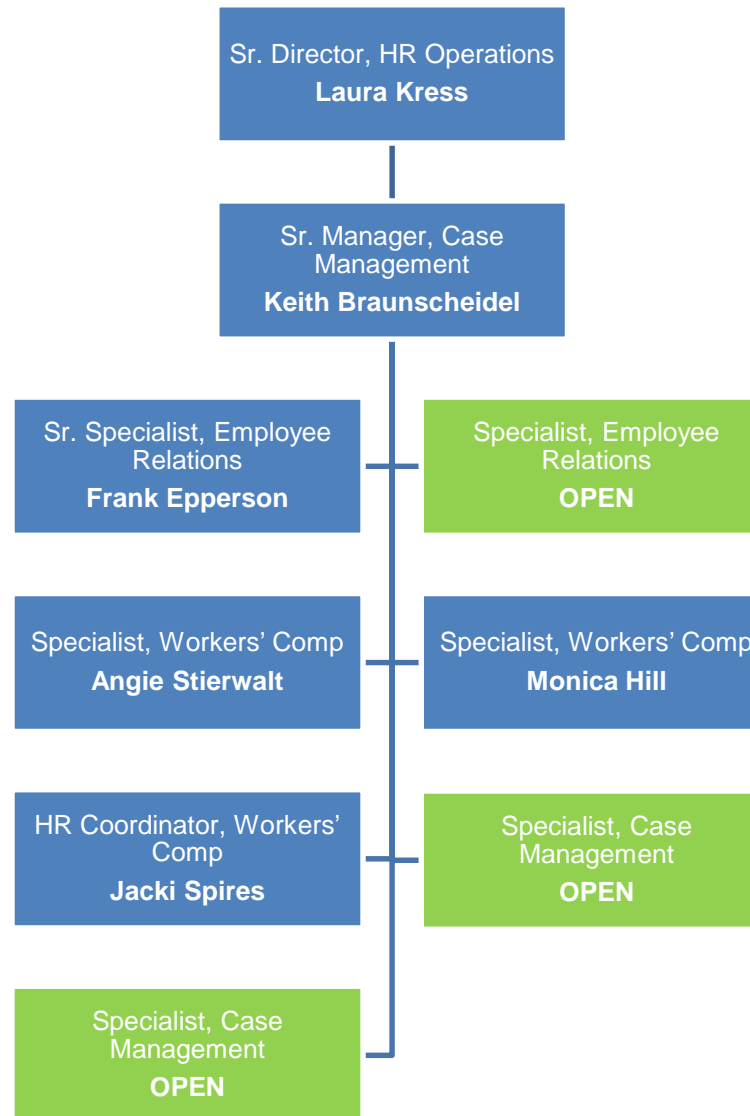 Sr. Director, HR Operations
Laura Kress
Sr. Manager, Case
Management
Keith Braunscheidel
Sr. Specialist, Employee
Relations
Frank Epperson
Specialist, Employee
Relations
OPEN
Specialist, Workers’ Comp
Angie Stierwalt
Specialist, Workers’ Comp
Monica Hill
HR Coordinator, Workers’
Comp
Jacki Spires
Specialist, Case
Management
OPEN
Specialist, Case
Management
OPEN